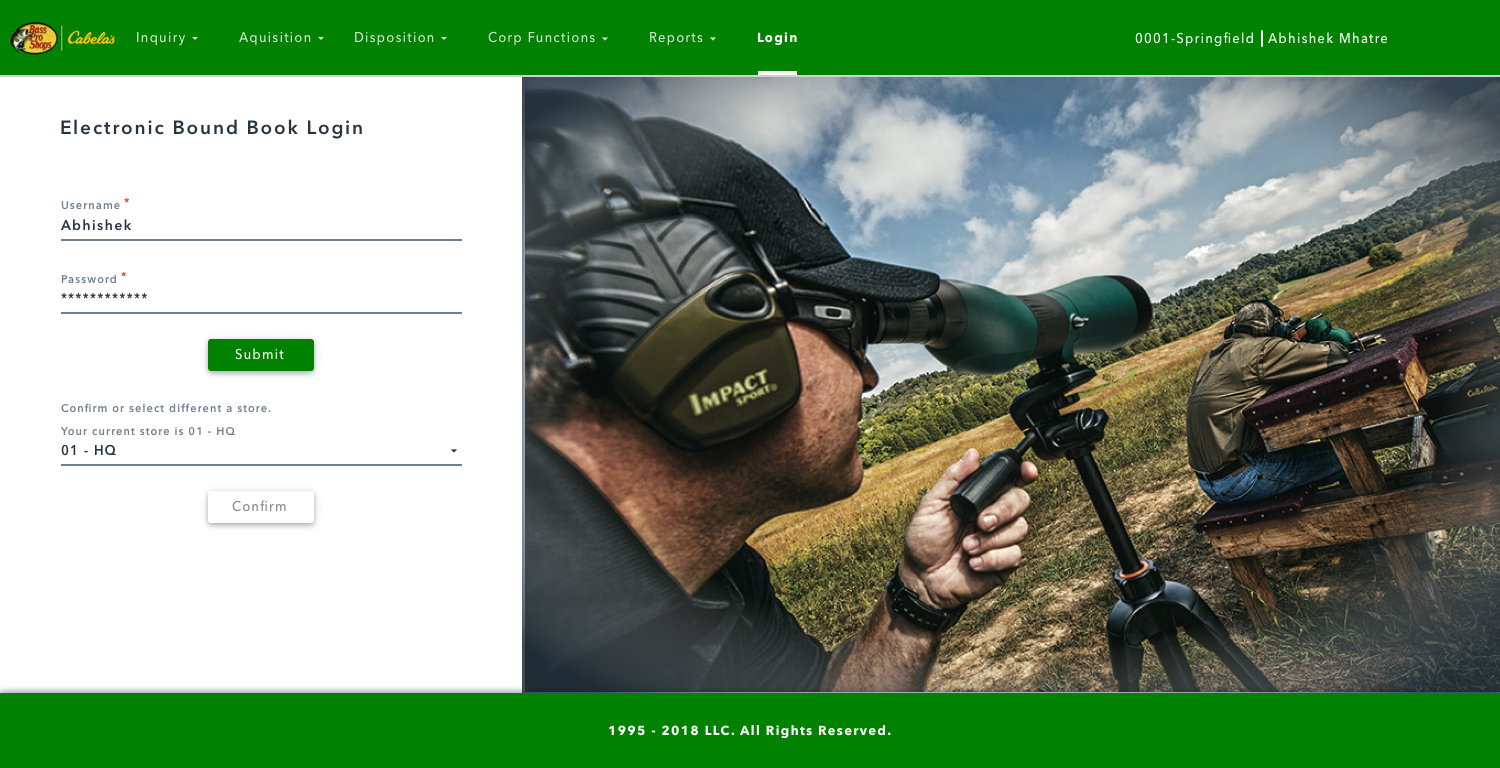 Bass Pro Shops Cabela's Inquiry Aquisition Disposition Corp Functions Reports Login 0001-Springfield | Abhishek Mhatre
Electronic Bound Book Login
Username *
Abhishek
Password *
************
Submit
Confirm or select different a store.
Your current store is 01 - HQ
01 - HQ
Confirm
IMPACT
SPORT
Cabela's
1995 - 2018 LLC. All Rights Reserved.